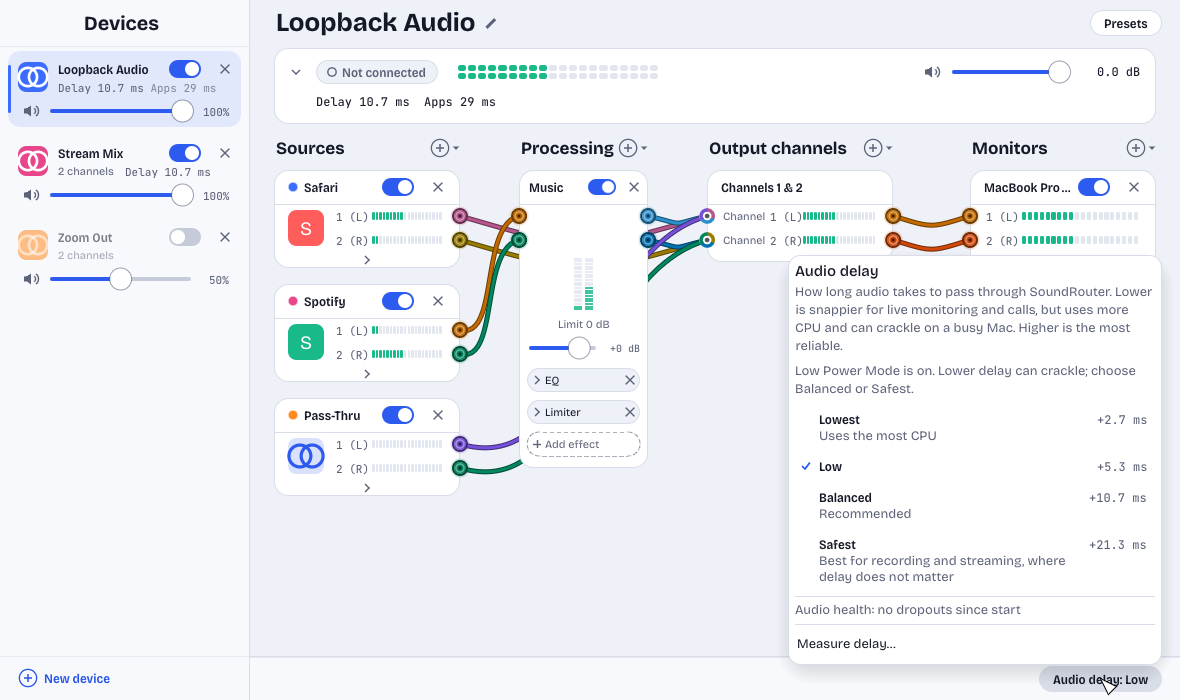 Devices
Loopback Audio
Delay 10.7 ms Apps 29 ms
100%
Stream Mix
2 channels Delay 10.7 ms
100%
Zoom Out
2 channels
50%
New device
Loopback Audio
Presets
Not connected
0.0 dB
Delay 10.7 ms Apps 29 ms
Sources
Processing
Output channels
Monitors
Safari
S
1 (L)
2 (R)
Spotify
S
1 (L)
2 (R)
Pass-Thru
1 (L)
2 (R)
Music
Limit 0 dB
+0 dB
EQ
Limiter
Add effect
Channels 1 & 2
Channel 1 (L)
Channel 2 (R)
MacBook Pro...
1 (L)
2 (R)
Audio delay
How long audio takes to pass through SoundRouter. Lower
is snappier for live monitoring and calls, but uses more
CPU and can crackle on a busy Mac. Higher is the most
reliable.
Low Power Mode is on. Lower delay can crackle; choose
Balanced or Safest.
Lowest +2.7 ms
Uses the most CPU
Low +5.3 ms
Balanced +10.7 ms
Recommended
Safest +21.3 ms
Best for recording and streaming, where
delay does not matter
Audio health: no dropouts since start
Measure delay...
Audio delay: Low